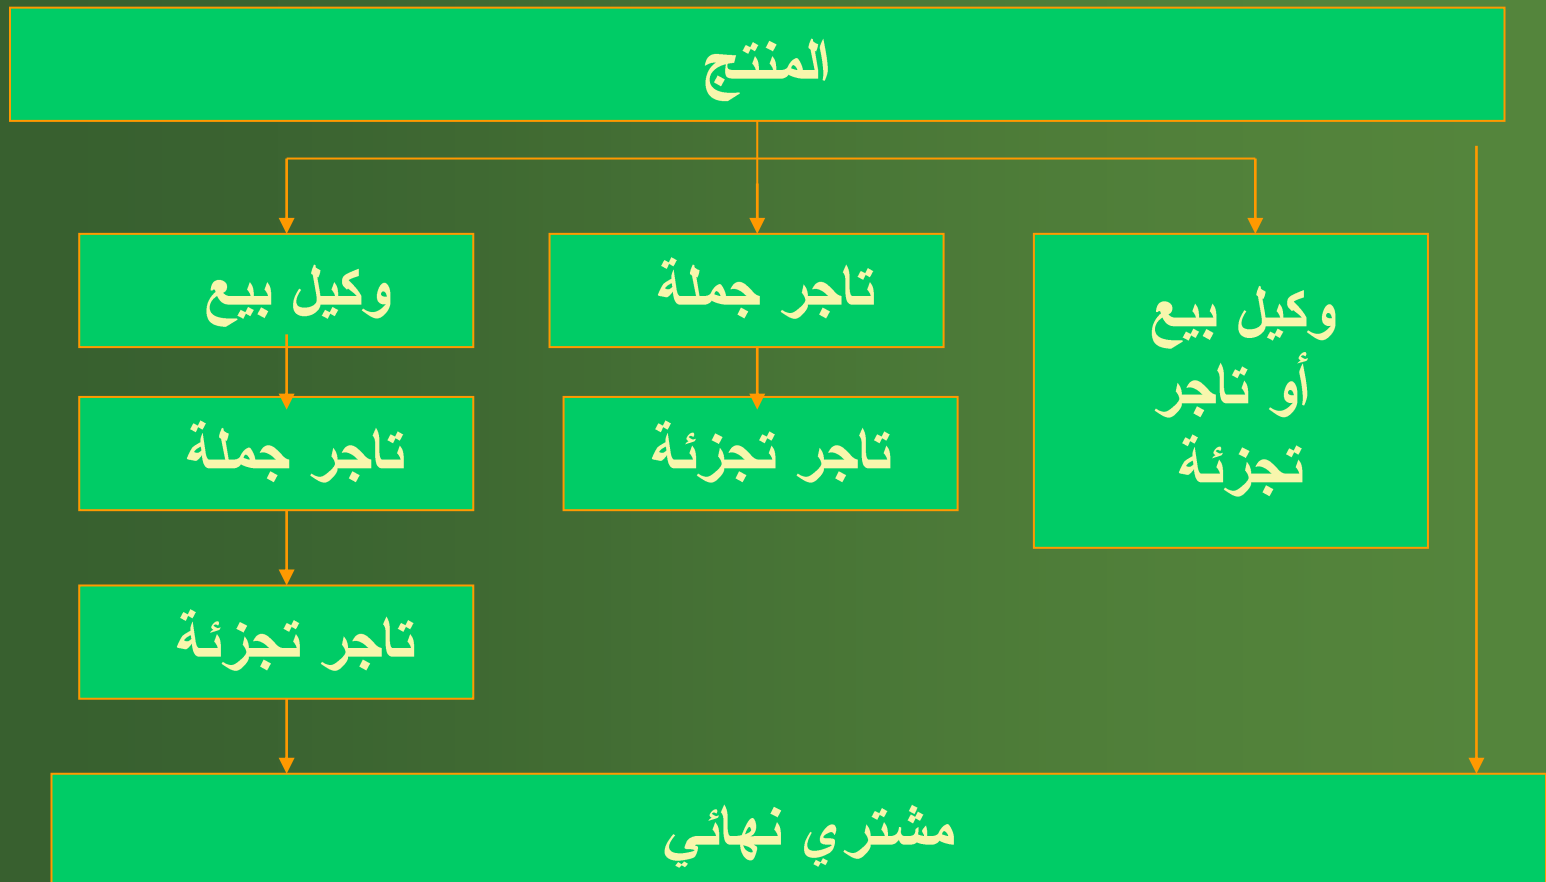 المنتج
وكيل بيع
أو تاجر
تجزئة
تاجر جملة
تاجر تجزئة
وكيل بيع
تاجر جملة
تاجر تجزئة
مشتري نهائي